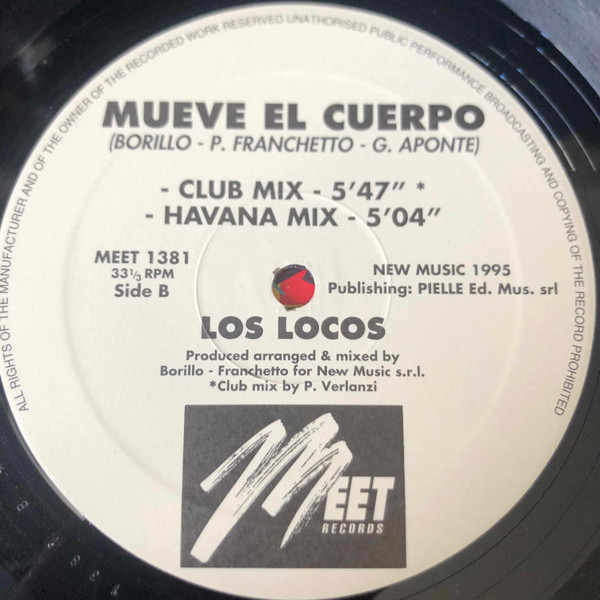 ALL RIGHTS OF THE MANUFACTURER AND OF THE OWNER OF THE RECORDED WORK RESERVED UNATHORISED PUBLIC PERFORMANCE BROADCASTING AND COPYING OF THE RECORD PROHIBITED
MUEVE EL CUERPO
(BORILLO - P. FRANCHETTO - G. APONTE)
- CLUB MIX - 5'47" *
- HAVANA MIX - 5'04"
MEET 1381
33⅓ RPM
Side B
NEW MUSIC 1995
Publishing: PIELLE Ed. Mus. srl
LOS LOCOS
Produced arranged & mixed by
Borillo - Franchetto for New Music s.r.l.
*Club mix by P. Verlanzi
MEET
RECORDS